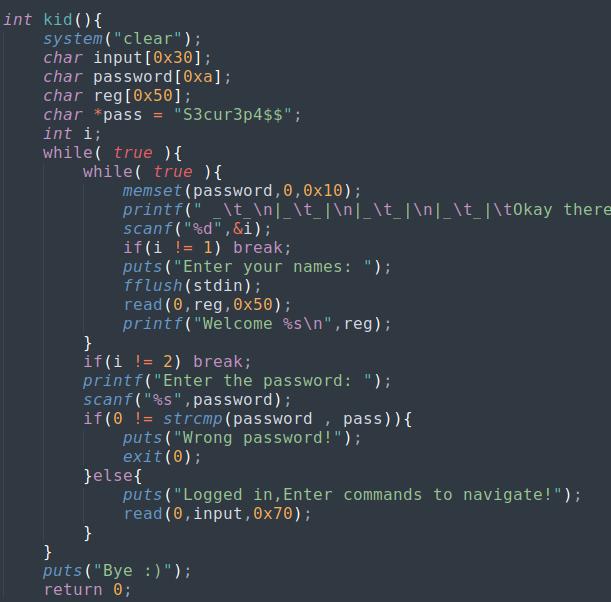 int kid(){
    system("clear");
    char input[0x30];
    char password[0xa];
    char reg[0x50];
    char *pass = "S3cur3p4$$";
    int i;
    while( true ){
        while( true ){
            memset(password,0,0x10);
            printf(" _\t_\n|_\t_|\n|_\t_|\n|_\t_|\tOkay there
            scanf("%d",&i);
            if(i != 1) break;
            puts("Enter your names: ");
            fflush(stdin);
            read(0,reg,0x50);
            printf("Welcome %s\n",reg);
        }
        if(i != 2) break;
        printf("Enter the password: ");
        scanf("%s",password);
        if(0 != strcmp(password , pass)){
            puts("Wrong password!");
            exit(0);
        }else{
            puts("Logged in,Enter commands to navigate!");
            read(0,input,0x70);
        }
    }
    puts("Bye :)");
    return 0;